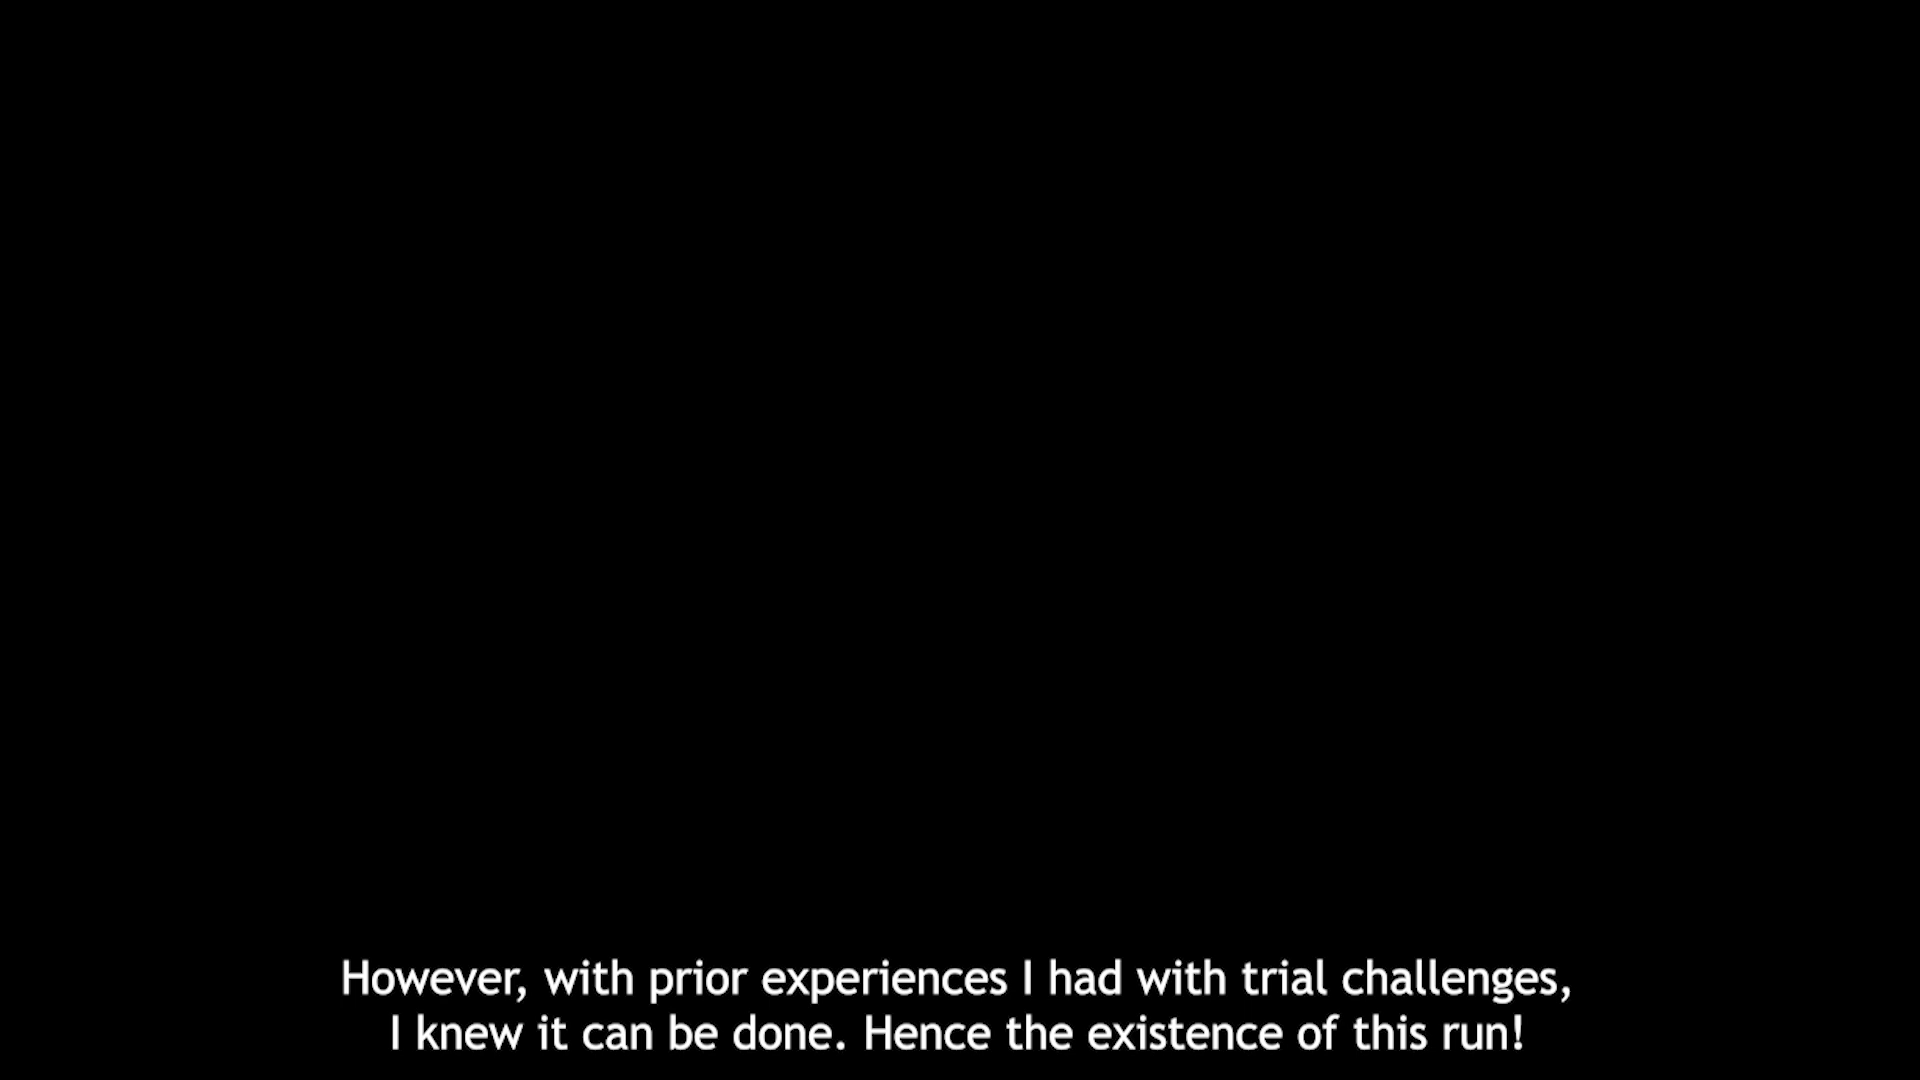 However, with prior experiences I had with trial challenges,
I knew it can be done. Hence the existence of this run!